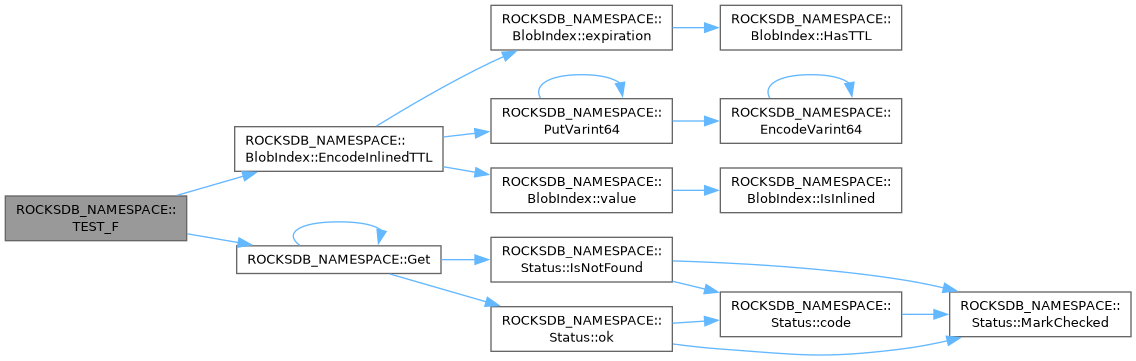 ROCKSDB_NAMESPACE::
TEST_F
ROCKSDB_NAMESPACE::
BlobIndex::EncodeInlinedTTL
ROCKSDB_NAMESPACE::
BlobIndex::expiration
ROCKSDB_NAMESPACE::
BlobIndex::HasTTL
ROCKSDB_NAMESPACE::
PutVarint64
ROCKSDB_NAMESPACE::
EncodeVarint64
ROCKSDB_NAMESPACE::
BlobIndex::value
ROCKSDB_NAMESPACE::
BlobIndex::IsInlined
ROCKSDB_NAMESPACE::Get
ROCKSDB_NAMESPACE::
Status::IsNotFound
ROCKSDB_NAMESPACE::
Status::ok
ROCKSDB_NAMESPACE::
Status::code
ROCKSDB_NAMESPACE::
Status::MarkChecked